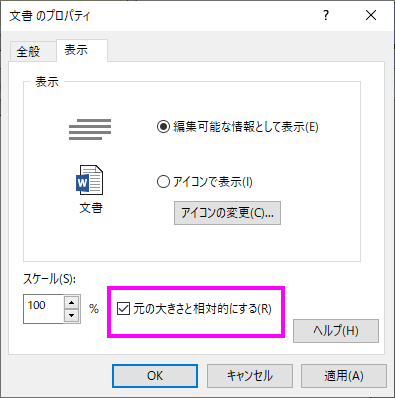 文書 のプロパティ
?
全般
表示
表示
編集可能な情報として表示(E)
文書
アイコンで表示(I)
アイコンの変更(C)...
スケール(S):
100
%
元の大きさと相対的にする(R)
ヘルプ(H)
OK
キャンセル
適用(A)